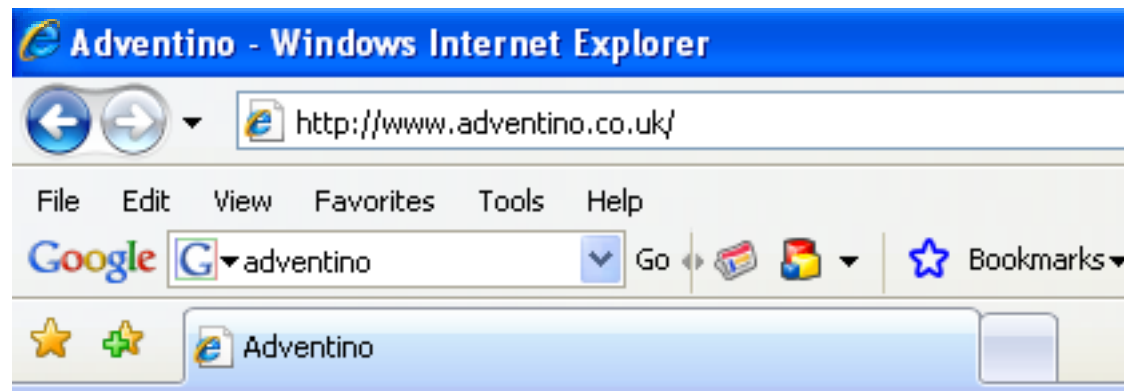 Adventino - Windows Internet Explorer
http://www.adventino.co.uk/
File Edit View Favorites Tools Help
Google G adventino Go Bookmarks
Adventino